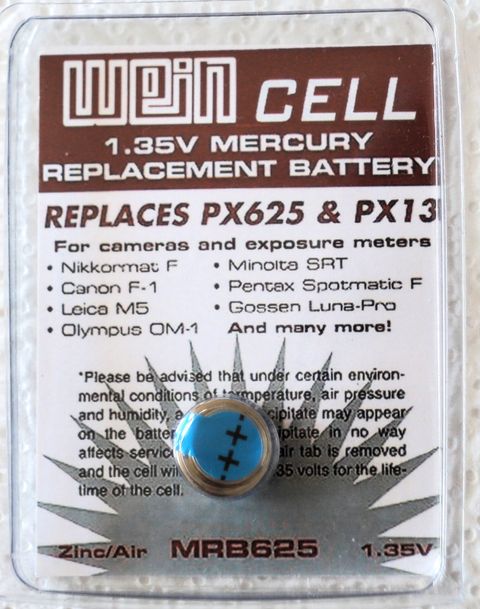 Wein CELL
1.35V MERCURY
REPLACEMENT BATTERY
REPLACES PX625 & PX13
For cameras and exposure meters
• Nikkormat F • Minolta SRT
• Canon F-1 • Pentax Spotmatic F
• Leica M5 • Gossen Luna-Pro
• Olympus OM-1 And many more!
*Please be advised that under certain environ-
mental conditions of temperature, air pressure
and humidity, a cipitate may appear
on the batte ipitate in no way
affects servic air tab is removed
and the cell wi 35 volts for the life-
time of the cell.
+ +
Zinc/Air MRB625 1.35V